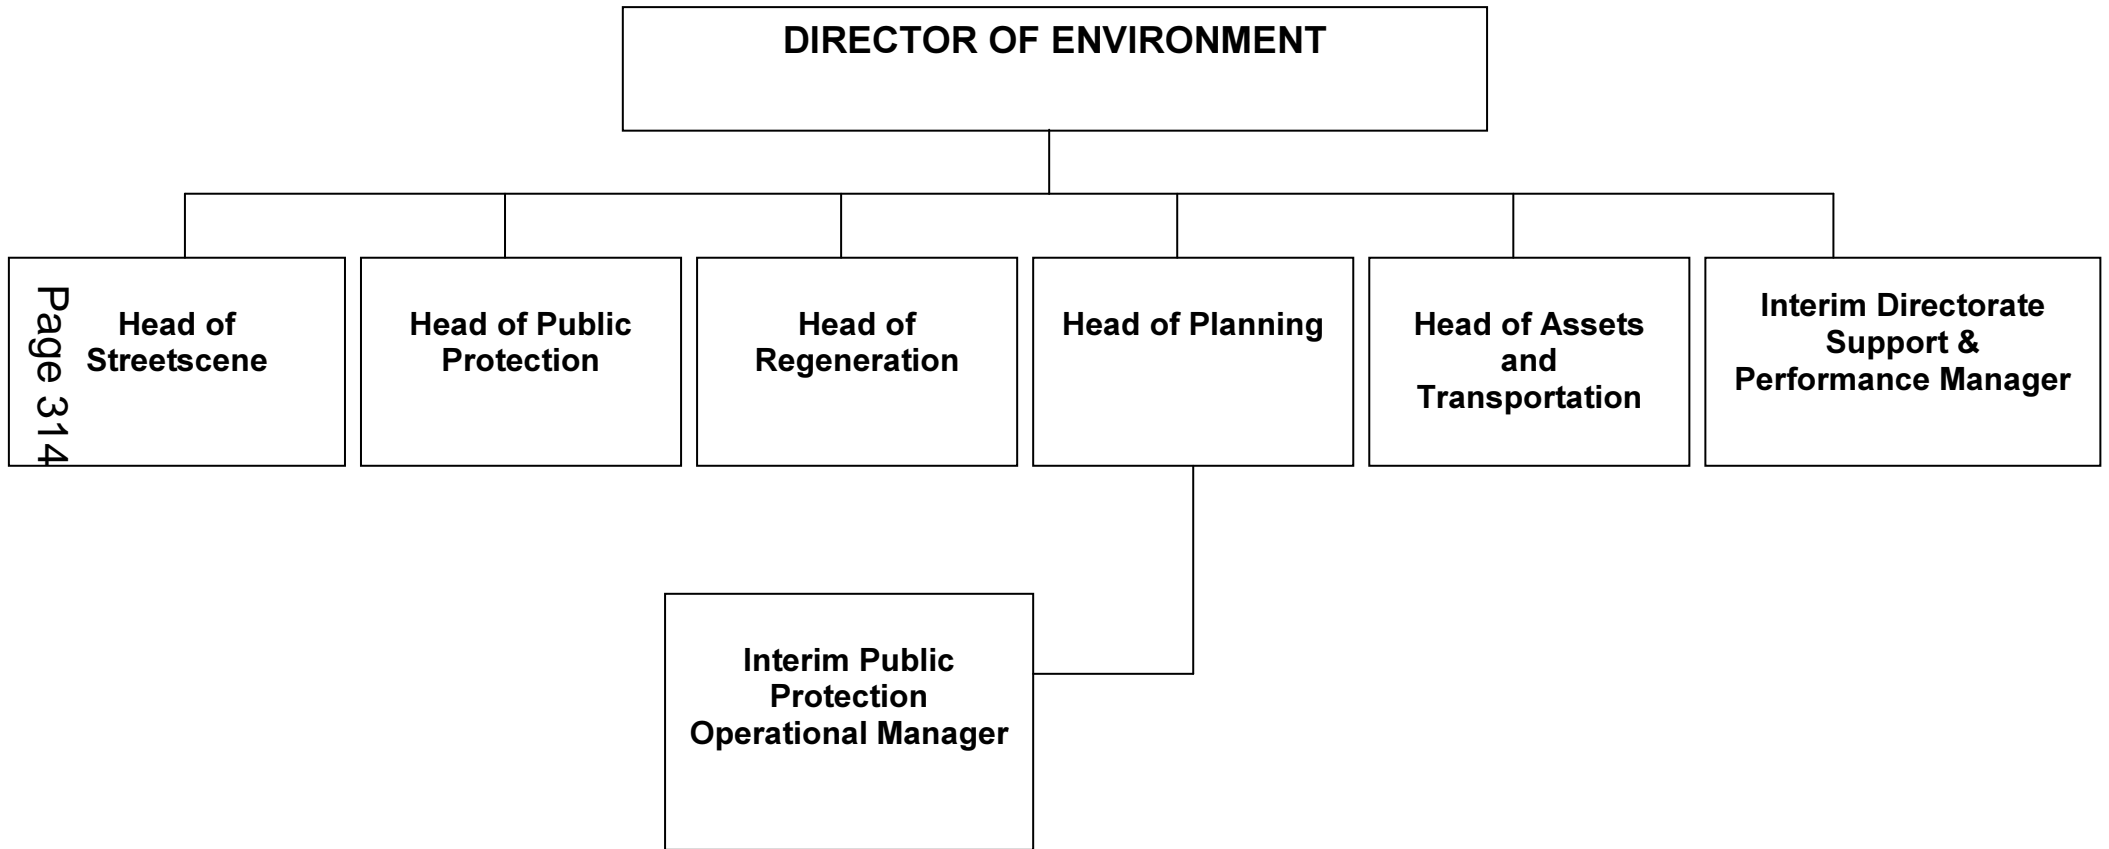 DIRECTOR OF ENVIRONMENT
Page 314
Head of
Streetscene
Head of Public
Protection
Head of
Regeneration
Head of Planning
Head of Assets
and
Transportation
Interim Directorate
Support &
Performance Manager
Interim Public
Protection
Operational Manager